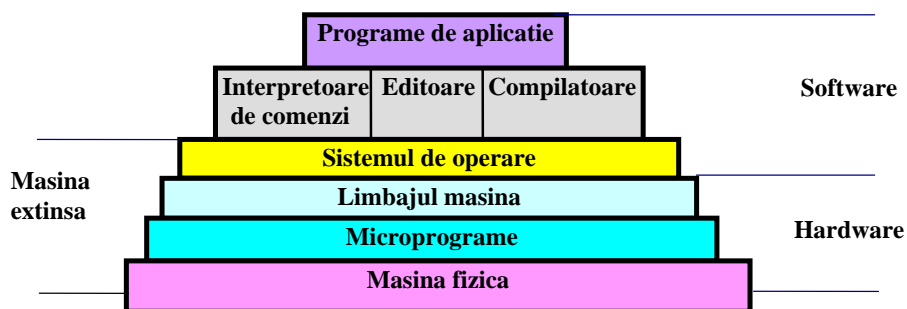 Programe de aplicatie
Interpretoare
de comenzi
Editoare
Compilatoare
Software
Sistemul de operare
Masina
extinsa
Limbajul masina
Microprograme
Hardware
Masina fizica